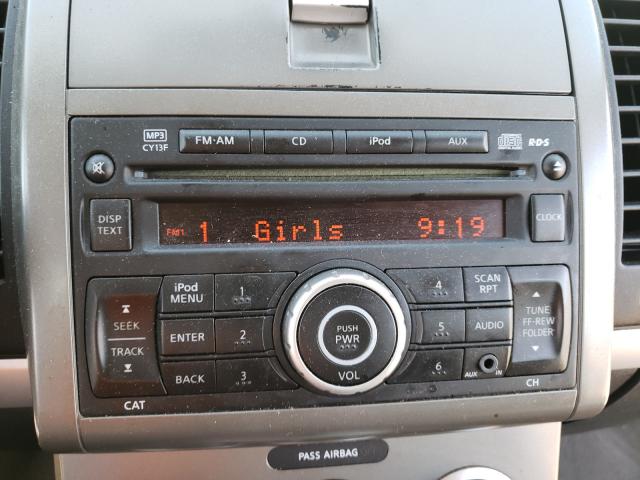 MP3
CY13F
FM·AM
CD
iPod
AUX
R·D·S
DISP
TEXT
FM1 1 Girls 9:19
CLOCK
iPod
MENU
1
4
SCAN
RPT
SEEK
TRACK
ENTER
2
PUSH
PWR
5
AUDIO
TUNE
FF·REW
FOLDER
BACK
3
VOL
6
AUX IN
CAT
CH
PASS AIRBAG